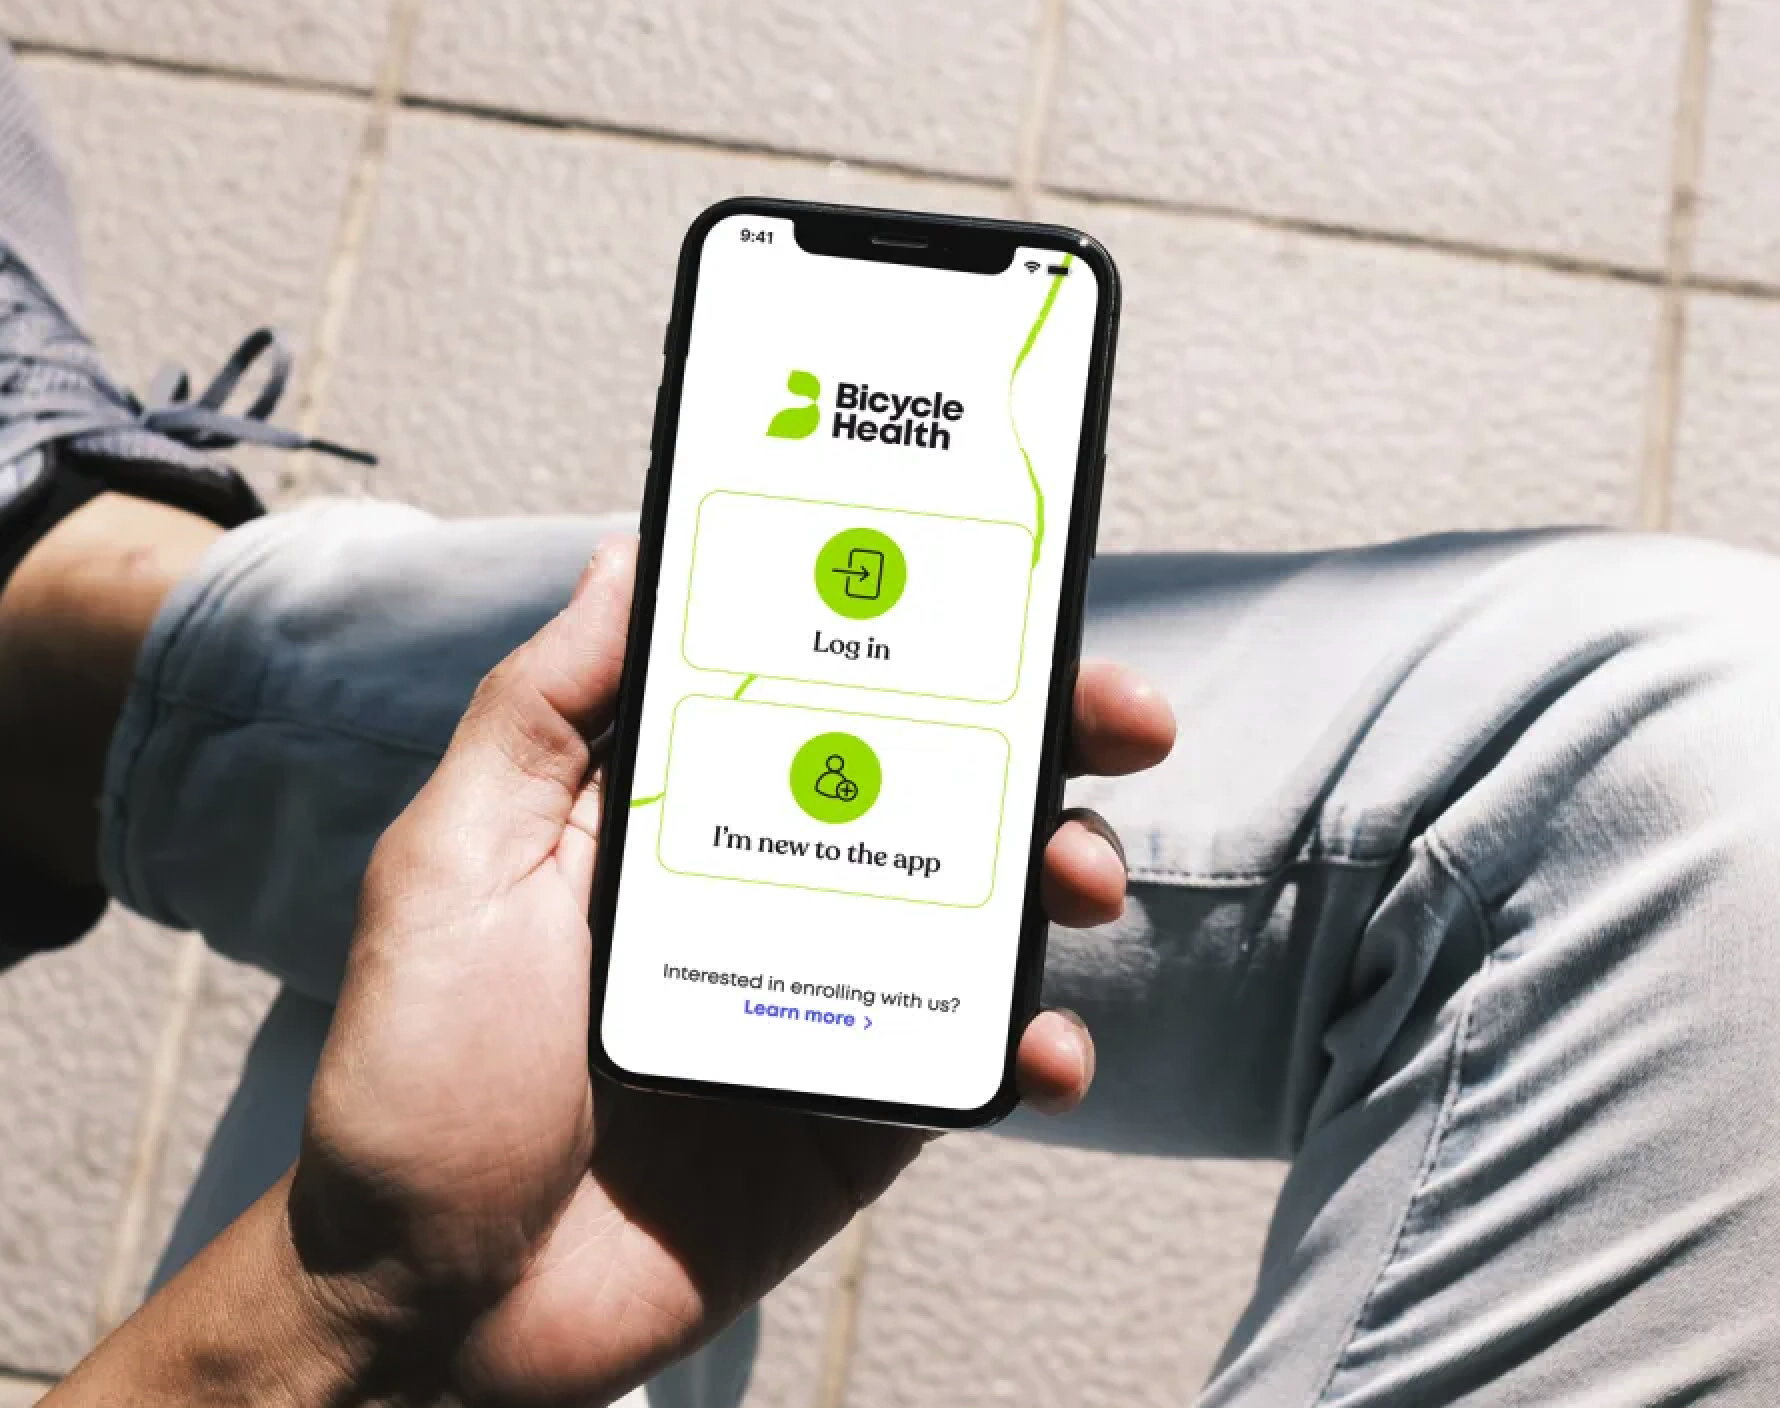 9:41
Bicycle
Health
Log in
I'm new to the app
Interested in enrolling with us?
Learn more >